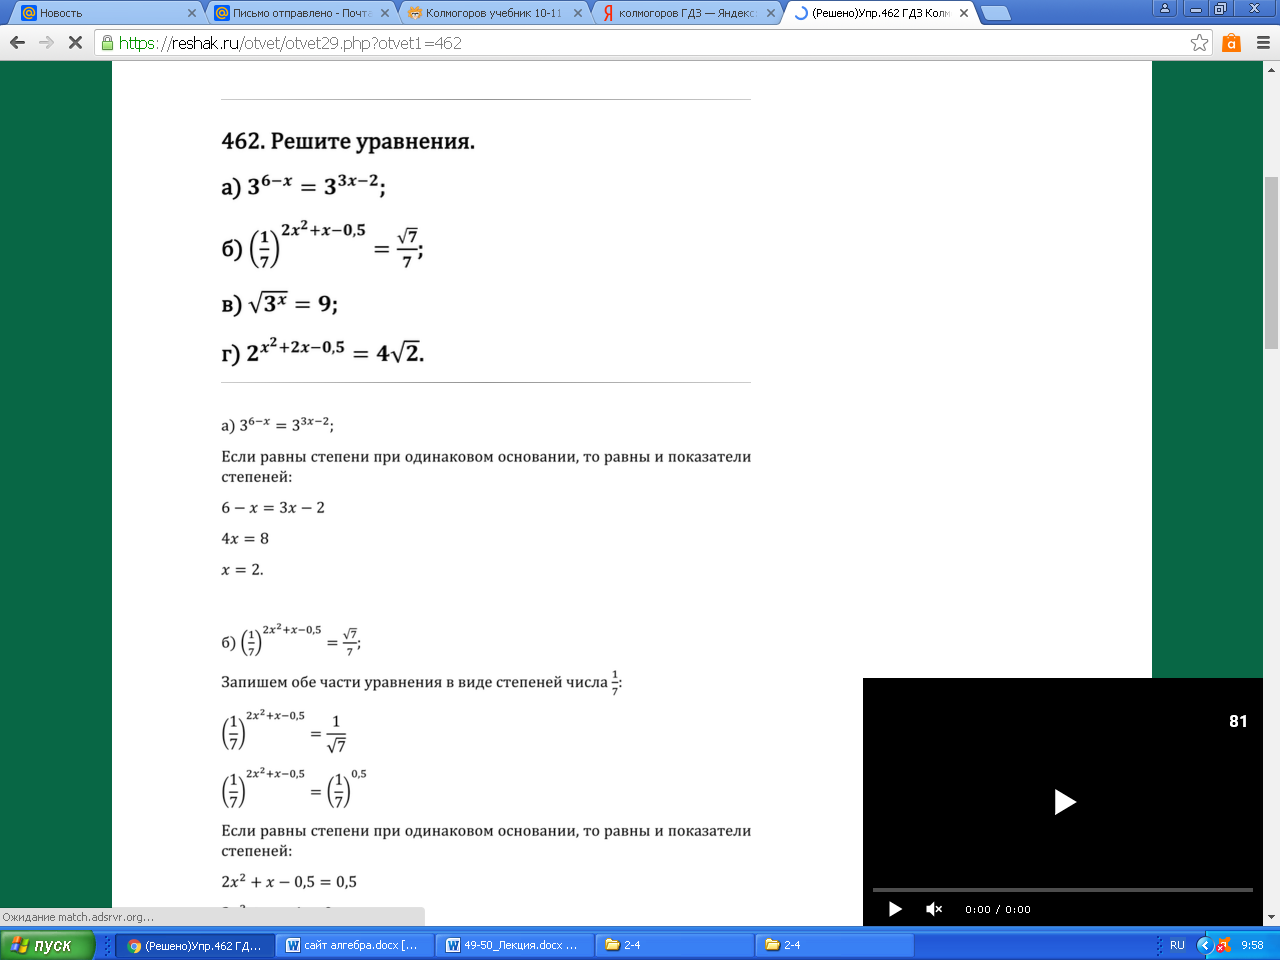 Новость
Письмо отправлено - Почта
Колмогоров учебник 10-11
колмогоров ГДЗ — Яндекс
(Решено)Упр.462 ГДЗ Колм
https://reshak.ru/otvet/otvet29.php?otvet1=462
462. Решите уравнения.
а) 3^{6−x} = 3^{3x−2};
б) (1/7)^{2x²+x−0,5} = √7/7;
в) √(3^x) = 9;
г) 2^{x²+2x−0,5} = 4√2.
а) 3^{6−x} = 3^{3x−2};
Если равны степени при одинаковом основании, то равны и показатели
степеней:
6 − x = 3x − 2
4x = 8
x = 2.
б) (1/7)^{2x²+x−0,5} = √7/7;
Запишем обе части уравнения в виде степеней числа 1/7:
(1/7)^{2x²+x−0,5} = 1/√7
(1/7)^{2x²+x−0,5} = (1/7)^{0,5}
Если равны степени при одинаковом основании, то равны и показатели
степеней:
2x² + x − 0,5 = 0,5
81
0:00 / 0:00
Ожидание match.adsrvr.org...
пуск
(Решено)Упр.462 ГД...
сайт алгебра.docx [...
49-50_Лекция.docx ...
2-4
2-4
RU
9:58